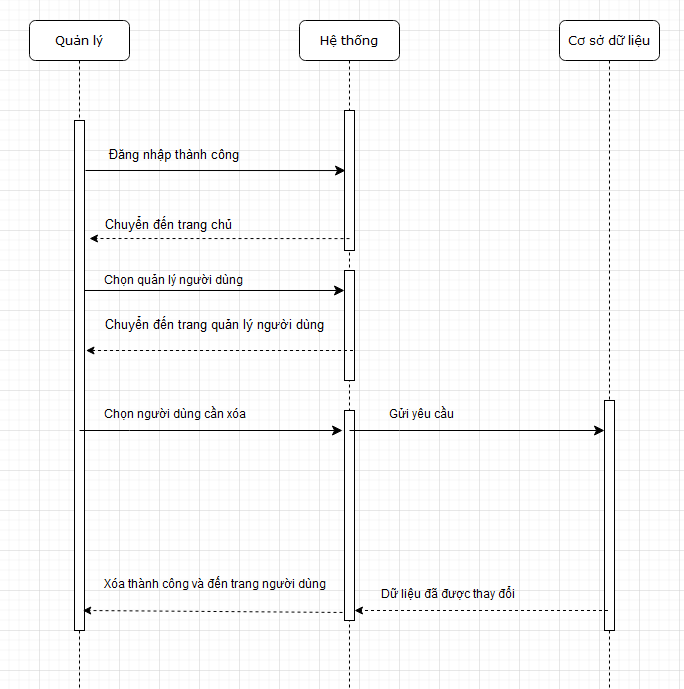 Quản lý
Hệ thống
Cơ sở dữ liệu
Đăng nhập thành công
Chuyển đến trang chủ
Chọn quản lý người dùng
Chuyển đến trang quản lý người dùng
Chọn người dùng cần xóa
Gửi yêu cầu
Xóa thành công và đến trang người dùng
Dữ liệu đã được thay đổi